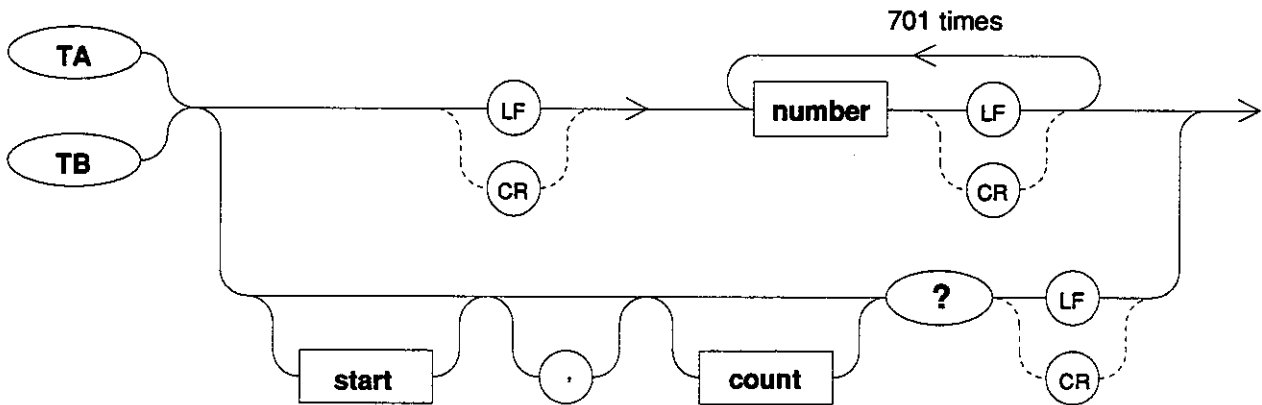 701 times
TA
LF
number
LF
TB
CR
CR
?
LF
start
,
count
CR